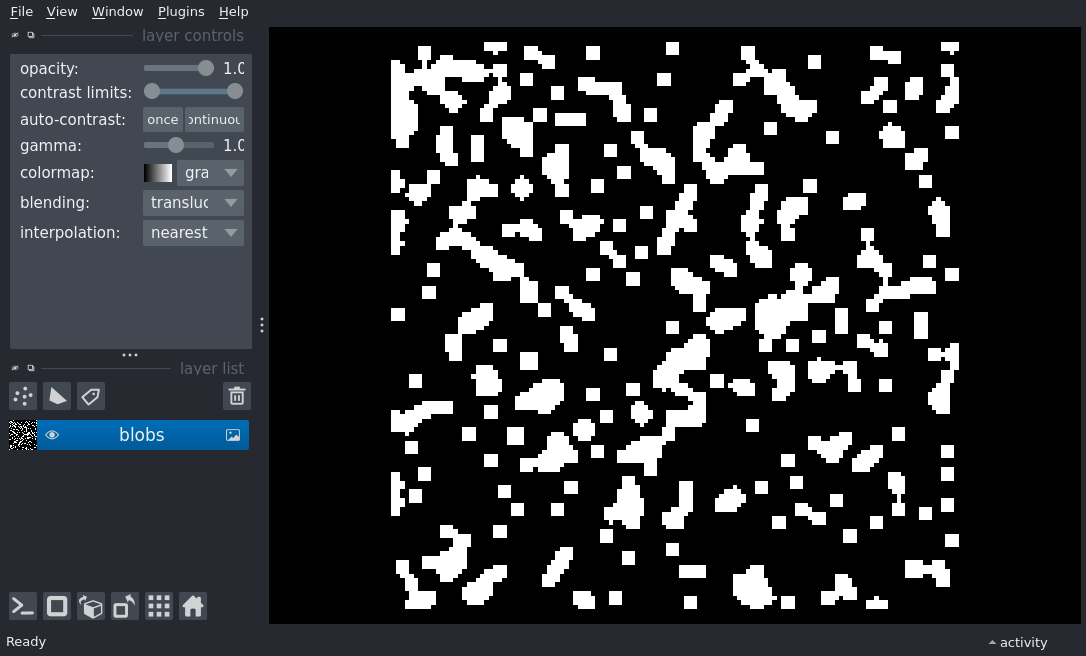 File View Window Plugins Help
layer controls
opacity: 1.0
contrast limits:
auto-contrast: once ontinuou
gamma: 1.0
colormap: gra
blending: transluc
interpolation: nearest
layer list
blobs
Ready activity